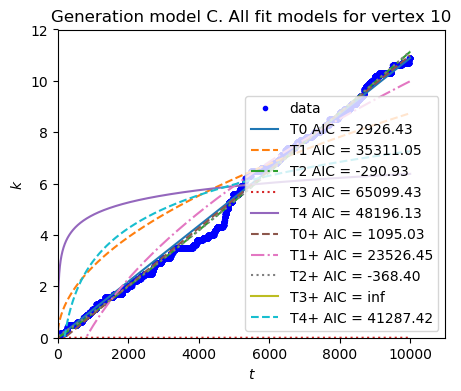 Generation model C. All fit models for vertex 10
12
10
8
6
4
2
0
k
data
T0 AIC = 2926.43
T1 AIC = 35311.05
T2 AIC = -290.93
T3 AIC = 65099.43
T4 AIC = 48196.13
T0+ AIC = 1095.03
T1+ AIC = 23526.45
T2+ AIC = -368.40
T3+ AIC = inf
T4+ AIC = 41287.42
0 2000 4000 6000 8000 10000
t